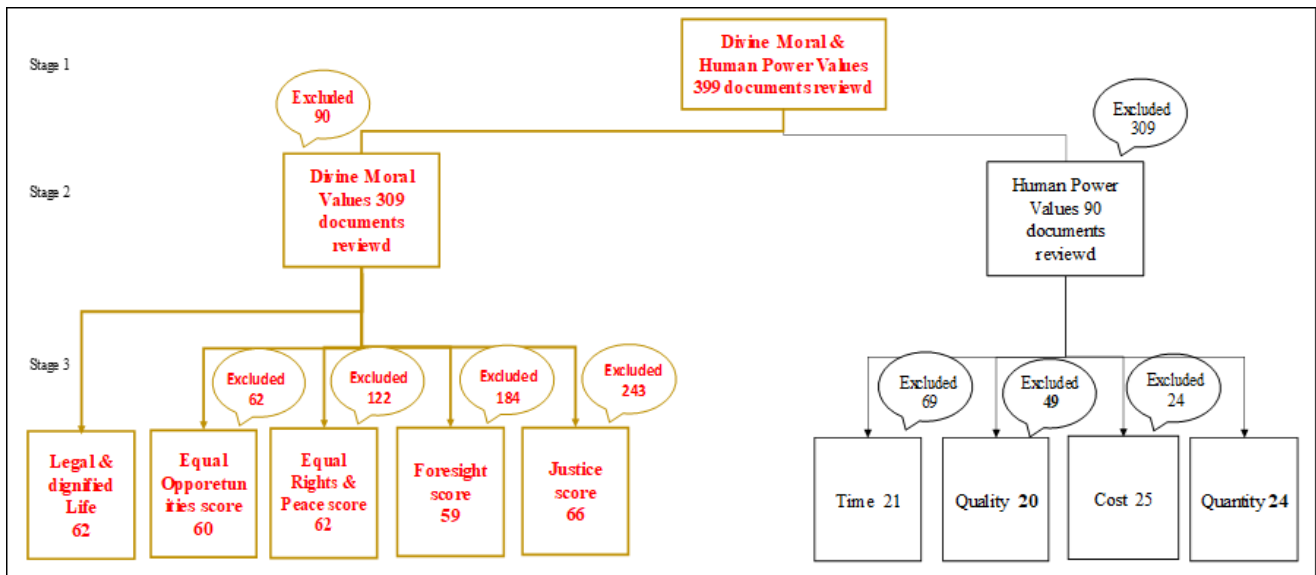 Stage 1
Divine Moral &
Human Power Values
399 documents reviewd
Excluded
90
Excluded
309
Stage 2
Divine Moral
Values 309
documents
reviewd
Human Power
Values 90
documents
reviewd
Stage 3
Excluded
62
Excluded
122
Excluded
184
Excluded
243
Excluded
69
Excluded
49
Excluded
24
Legal &
dignified
Life
62
Equal
Opporetun
ities score
60
Equal
Rights &
Peace score
62
Foresight
score
59
Justice
score
66
Time 21
Quality 20
Cost 25
Quantity 24